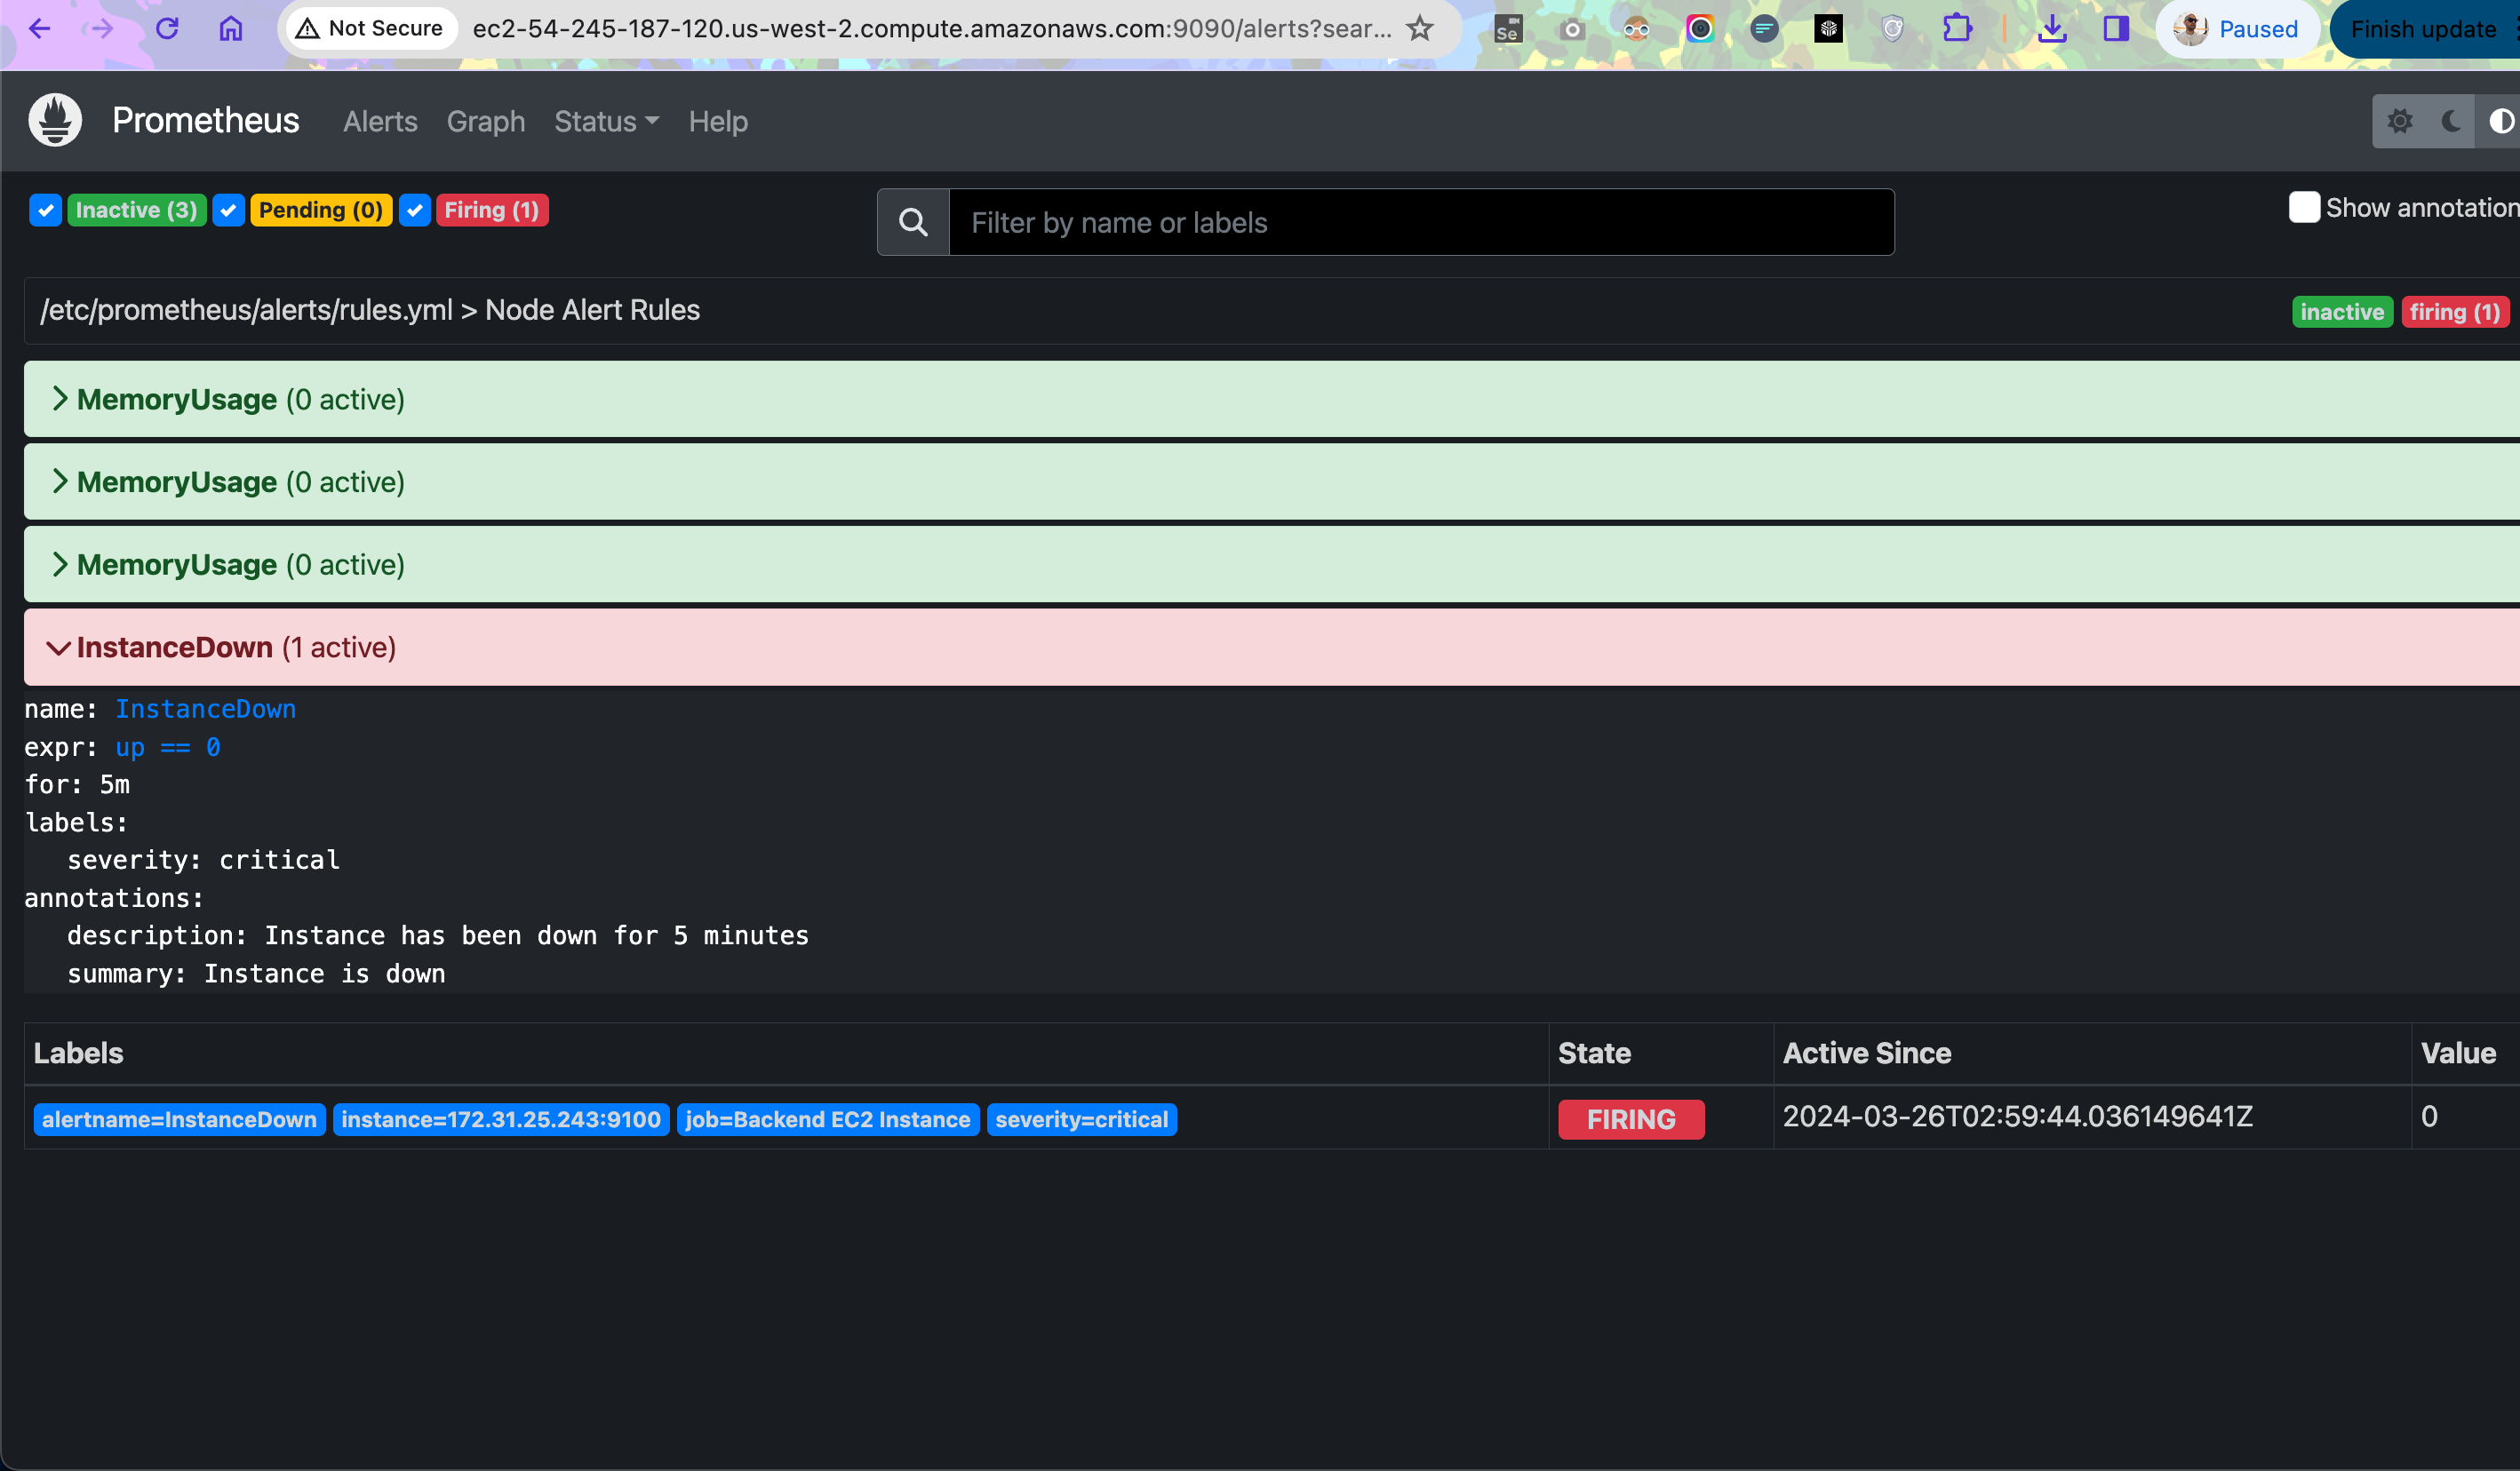 Not Secure ec2-54-245-187-120.us-west-2.compute.amazonaws.com:9090/alerts?sear... Se Paused Finish update
Prometheus Alerts Graph Status Help
Inactive (3) Pending (0) Firing (1) Filter by name or labels Show annotation
/etc/prometheus/alerts/rules.yml > Node Alert Rules inactive firing (1)
MemoryUsage (0 active)
MemoryUsage (0 active)
MemoryUsage (0 active)
InstanceDown (1 active)
name: InstanceDown
expr: up == 0
for: 5m
labels:
severity: critical
annotations:
description: Instance has been down for 5 minutes
summary: Instance is down
Labels State Active Since Value
alertname=InstanceDown instance=172.31.25.243:9100 job=Backend EC2 Instance severity=critical FIRING 2024-03-26T02:59:44.036149641Z 0